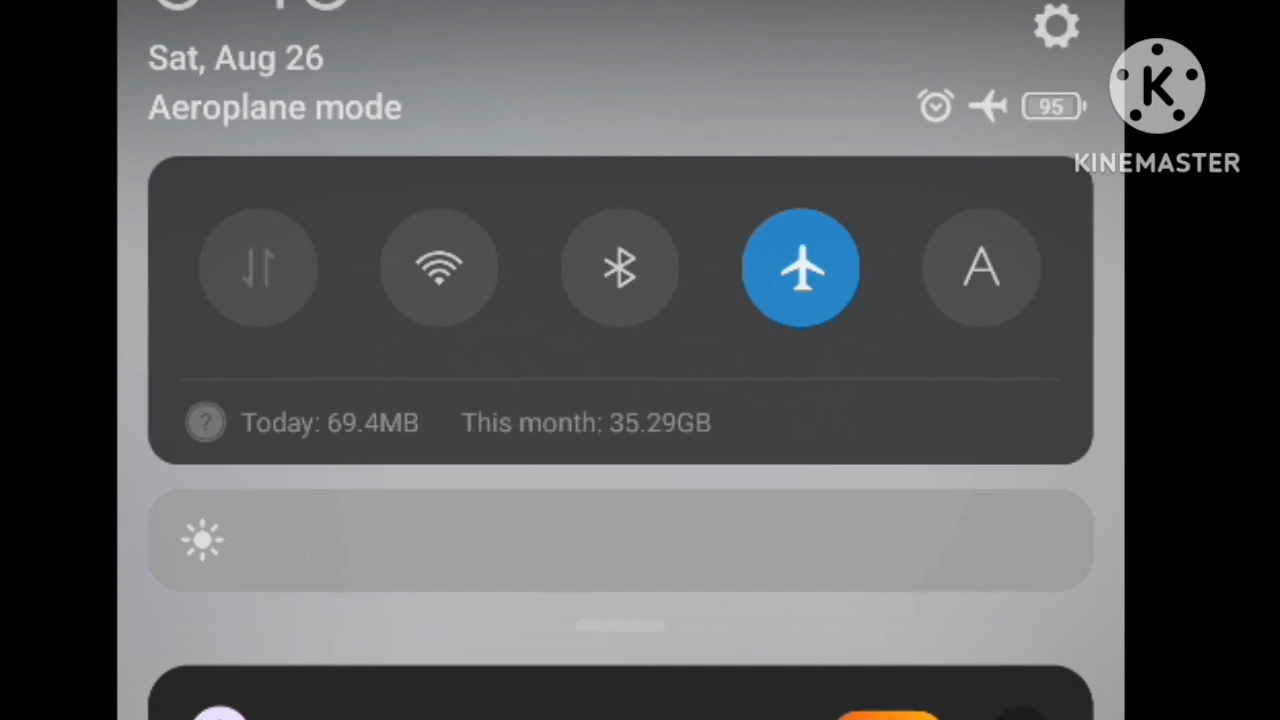 Sat, Aug 26
Aeroplane mode
95
K
KINEMASTER
A
? Today: 69.4MB This month: 35.29GB